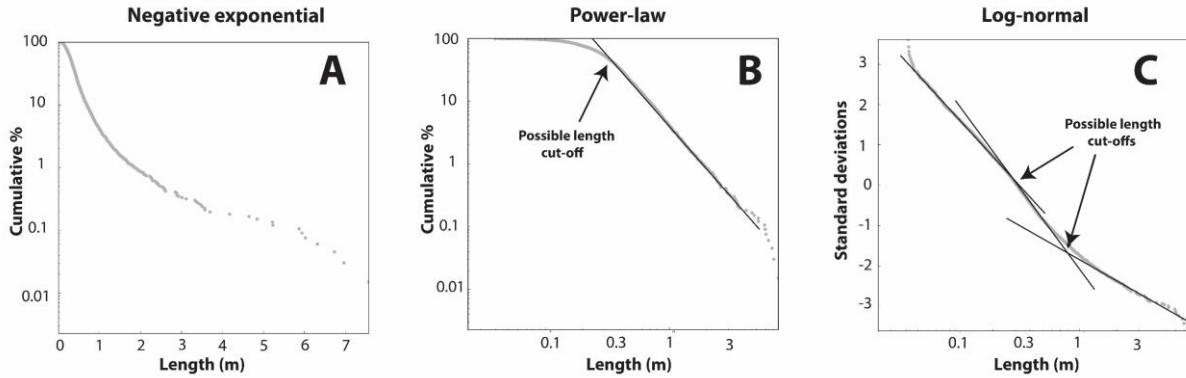 Negative exponential
Power-law
Log-normal
A
B
C
Cumulative %
100
10
1
0.1
0.01
0
1
2
3
4
5
6
7
Length (m)
Cumulative %
100
10
1
0.1
0.01
Possible length
cut-off
0.1
0.3
1
3
Length (m)
Standard deviations
3
2
1
0
-1
-2
-3
Possible length
cut-offs
0.1
0.3
1
3
Length (m)